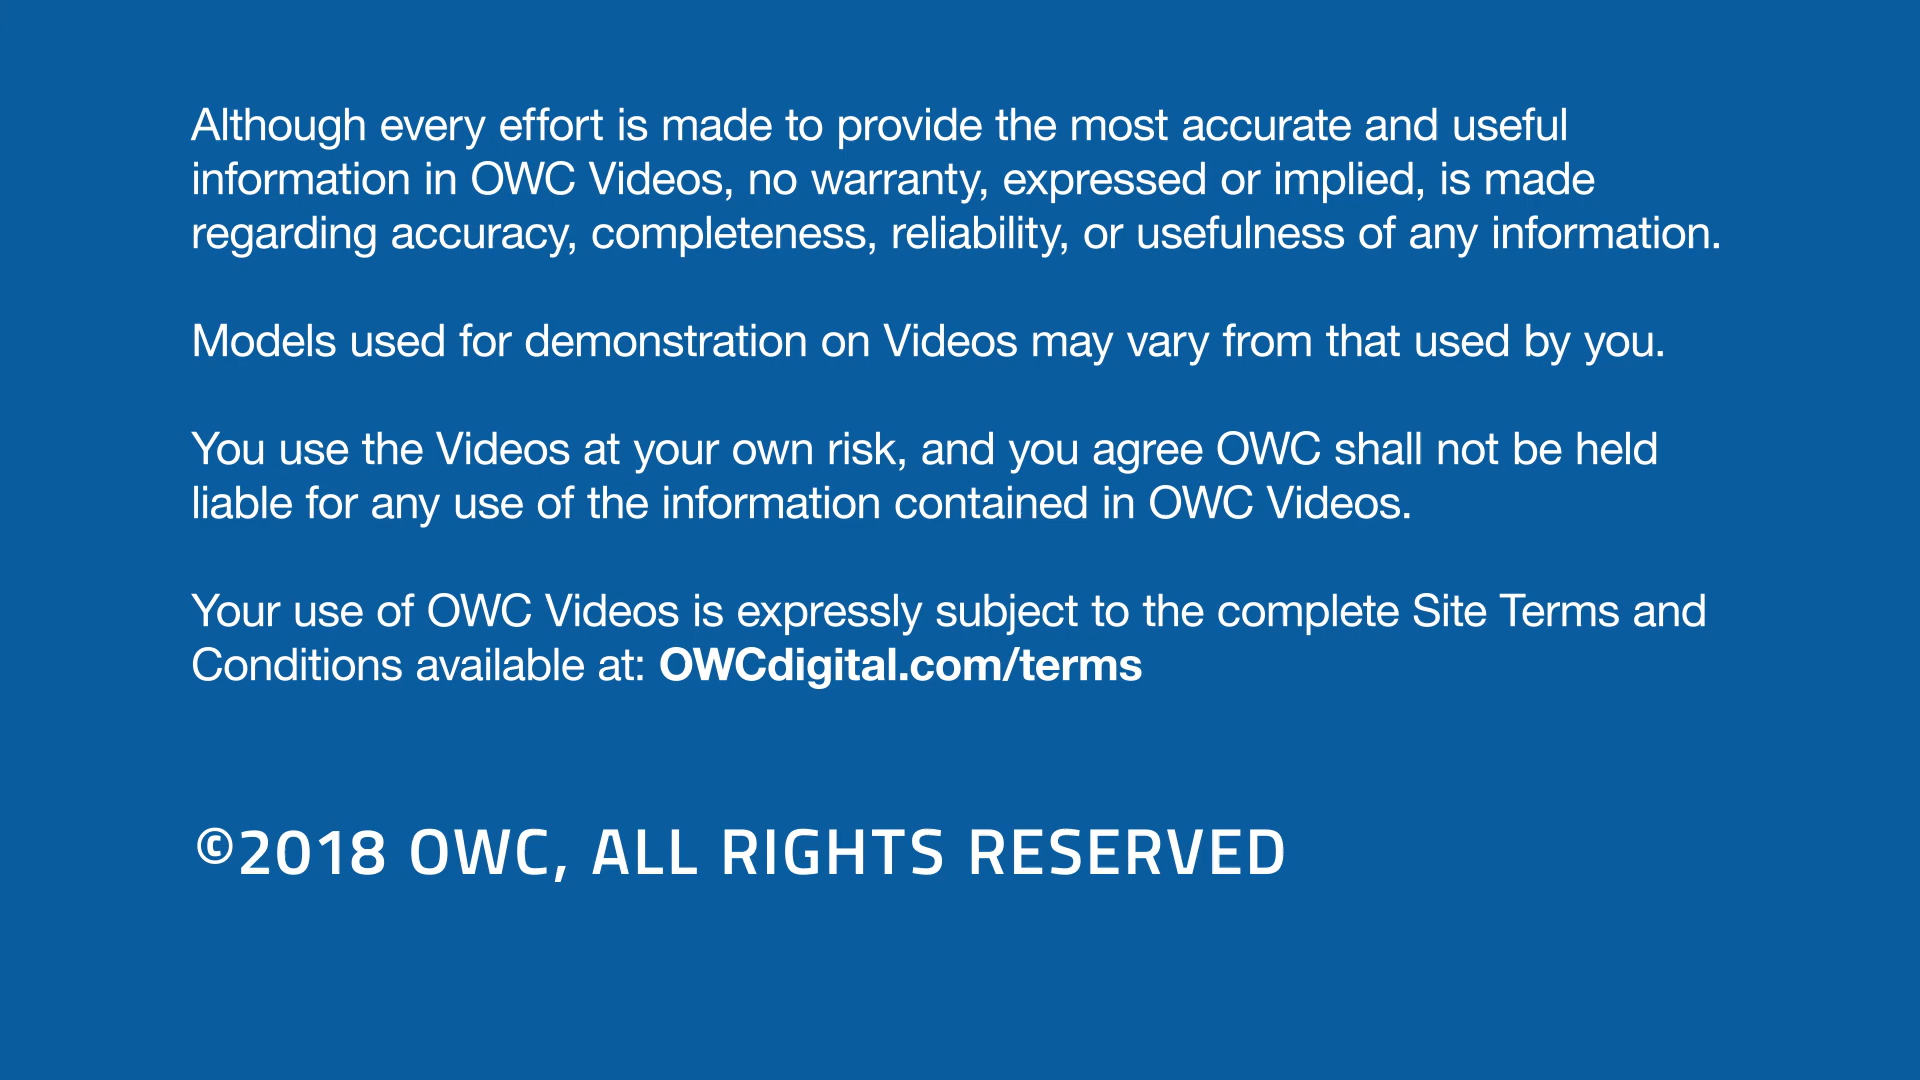 Although every effort is made to provide the most accurate and useful
information in OWC Videos, no warranty, expressed or implied, is made
regarding accuracy, completeness, reliability, or usefulness of any information.
Models used for demonstration on Videos may vary from that used by you.
You use the Videos at your own risk, and you agree OWC shall not be held
liable for any use of the information contained in OWC Videos.
Your use of OWC Videos is expressly subject to the complete Site Terms and
Conditions available at: OWCdigital.com/terms
©2018 OWC, ALL RIGHTS RESERVED